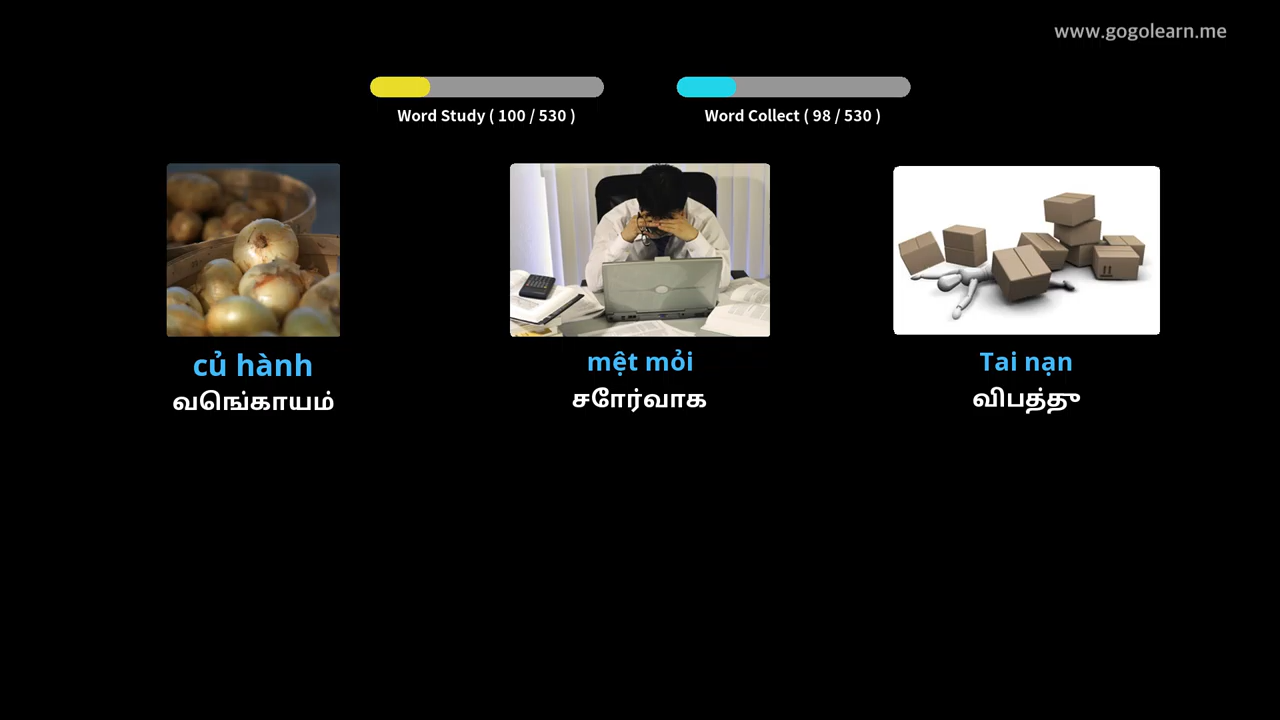 www.gogolearn.me
Word Study ( 100 / 530 )
Word Collect ( 98 / 530 )
củ hành
mệt mỏi
Tai nạn
வெங்காயம்
சோர்வாக
விபத்து